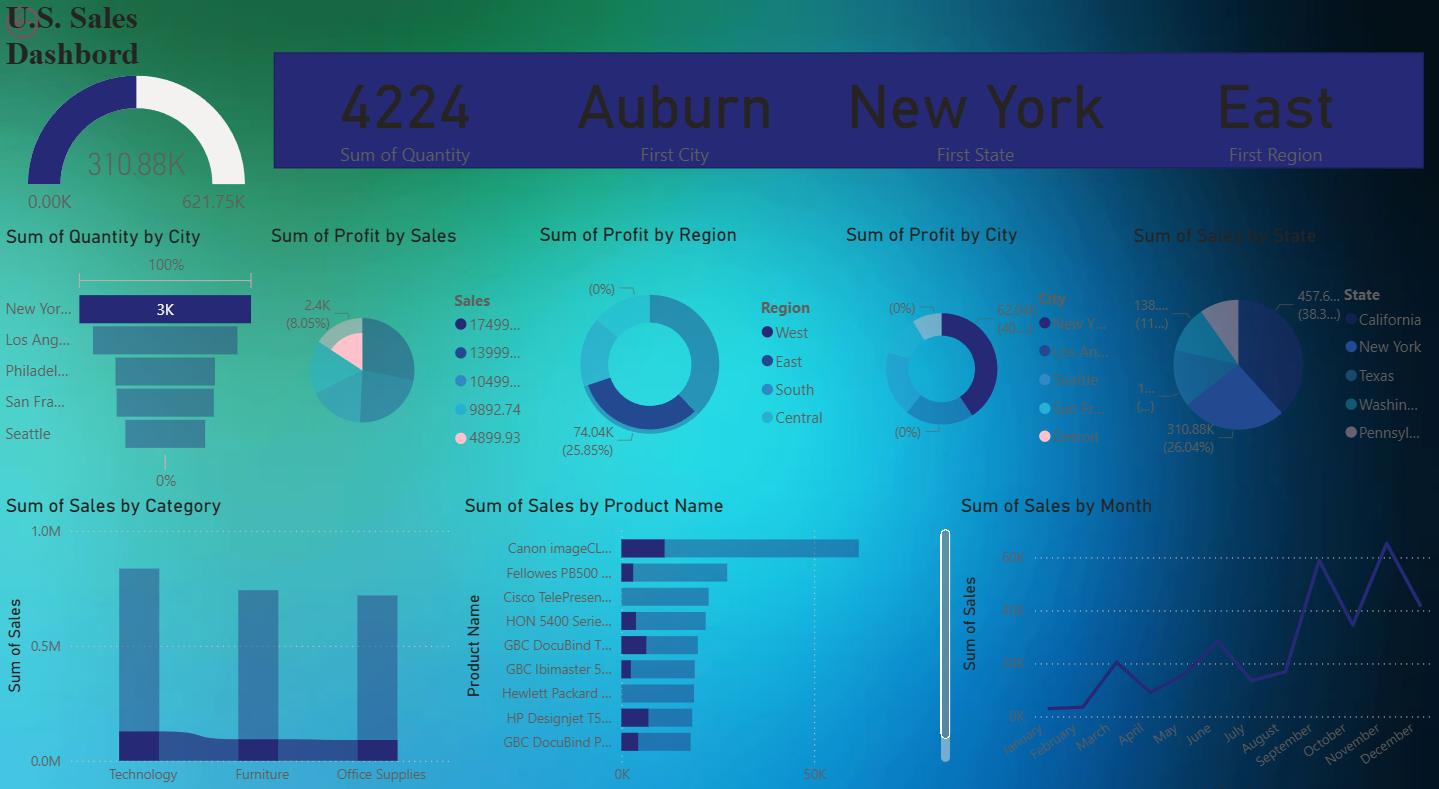 U.S. Sales
Dashbord
310.88K
0.00K
621.75K
4224
Sum of Quantity
Auburn
First City
New York
First State
East
First Region
Sum of Quantity by City
100%
New Yor...
3K
Los Ang...
Philadel...
San Fra...
Seattle
0%
Sum of Profit by Sales
2.4K
(8.05%)
Sales
17499...
13999...
10499...
9892.74
4899.93
Sum of Profit by Region
(0%)
74.04K
(25.85%)
Region
West
East
South
Central
Sum of Profit by City
(0%)
62.04K
(40....)
(0%)
City
New Y...
Los An...
Seattle
Detroit
Sum of Sales by State
138....
(11...)
1...
(...)
310.88K
(26.04%)
457.6...
(38.3...)
State
California
New York
Texas
Washin...
Pennsyl...
Sum of Sales by Category
Sum of Sales
1.0M
0.5M
0.0M
Technology
Furniture
Office Supplies
Sum of Sales by Product Name
Product Name
Canon imageCL...
Fellowes PB500 ...
Cisco TelePresen...
HON 5400 Serie...
GBC DocuBind T...
GBC Ibimaster 5...
Hewlett Packard ...
HP Designjet T5...
GBC DocuBind P...
0K
50K
Sum of Sales by Month
Sum of Sales
60K
40K
20K
0K
January
February
March
April
May
June
July
August
September
October
November
December